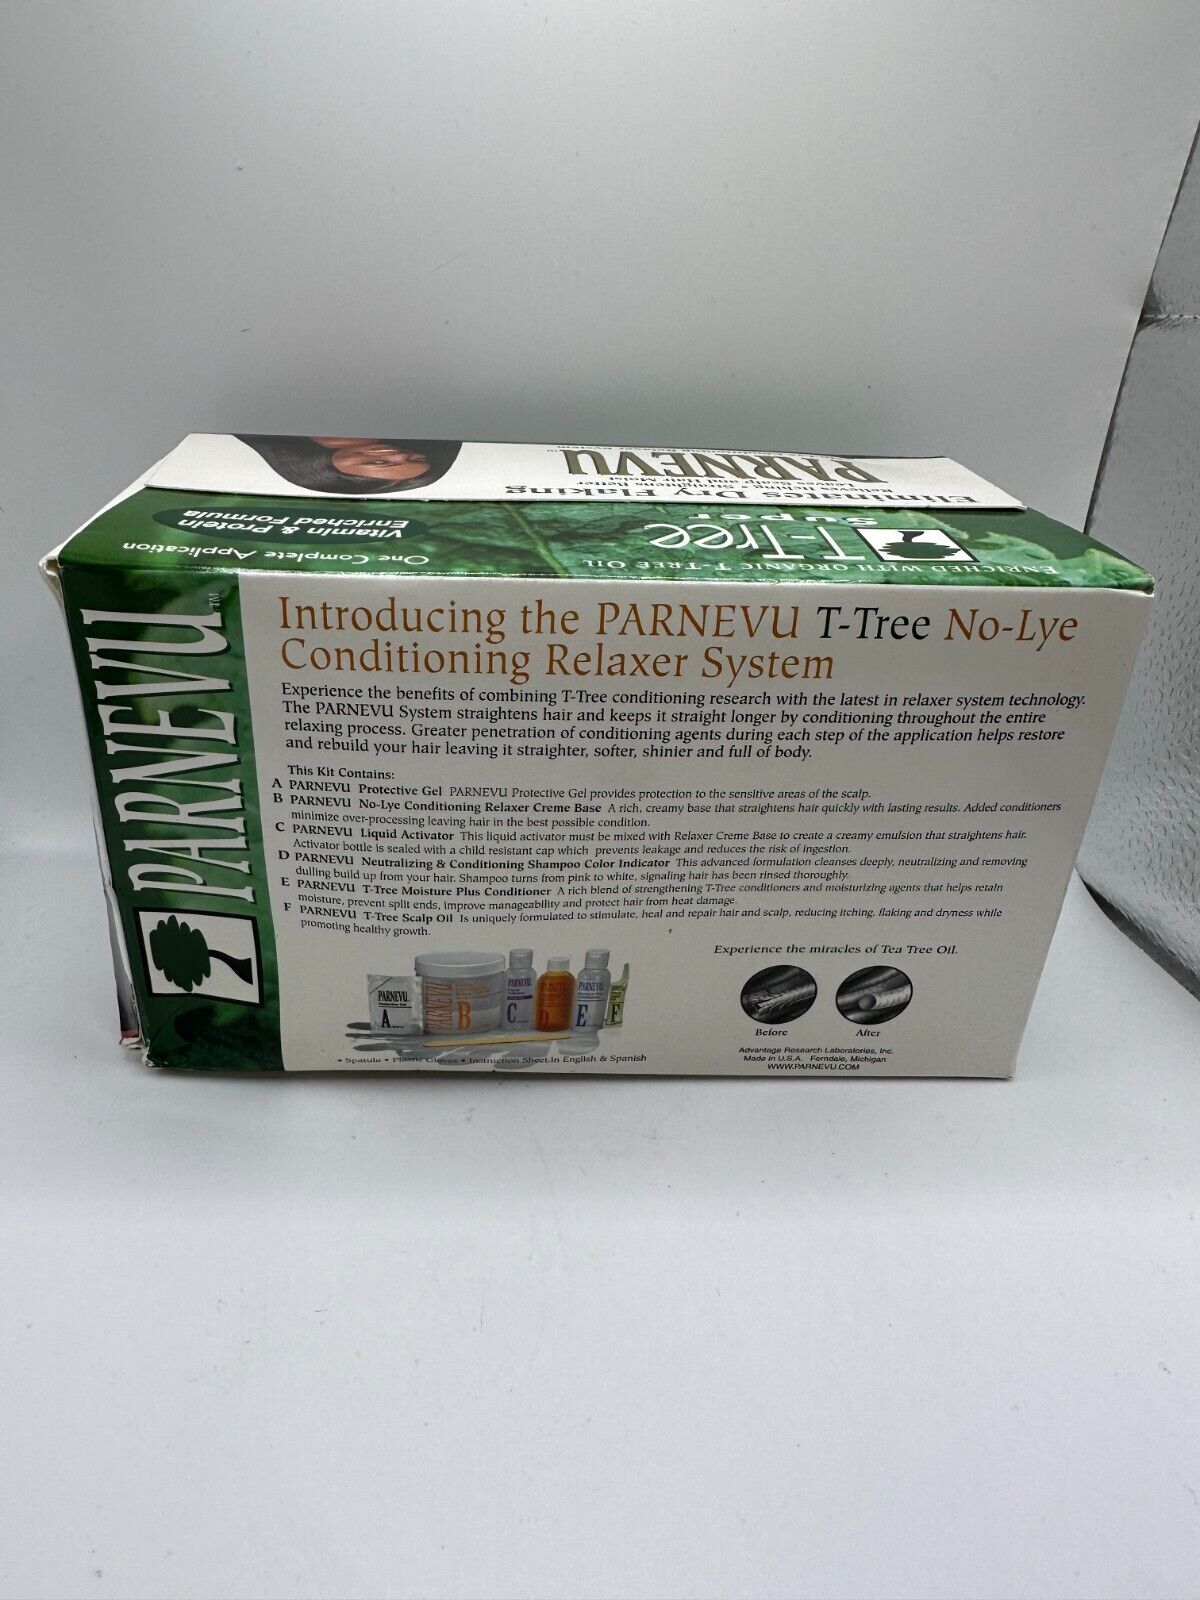 Eliminates Dry Flaking
Relieves Itching • Straightens Better
Leaves Scalp and Hair Moist
PARNEVU
T-Tree
Super
ENRICHED WITH ORGANIC T-TREE OIL
Vitamin & Protein
Enriched Formula
One Complete Application
PARNEVU™
Introducing the PARNEVU T-Tree No-Lye
Conditioning Relaxer System
Experience the benefits of combining T-Tree conditioning research with the latest in relaxer system technology.
The PARNEVU System straightens hair and keeps it straight longer by conditioning throughout the entire
relaxing process. Greater penetration of conditioning agents during each step of the application helps restore
and rebuild your hair leaving it straighter, softer, shinier and full of body.
This Kit Contains:
A PARNEVU Protective Gel PARNEVU Protective Gel provides protection to the sensitive areas of the scalp.
B PARNEVU No-Lye Conditioning Relaxer Creme Base A rich, creamy base that straightens hair quickly with lasting results. Added conditioners
minimize over-processing leaving hair in the best possible condition.
C PARNEVU Liquid Activator This liquid activator must be mixed with Relaxer Creme Base to create a creamy emulsion that straightens hair.
Activator bottle is sealed with a child resistant cap which prevents leakage and reduces the risk of ingestion.
D PARNEVU Neutralizing & Conditioning Shampoo Color Indicator This advanced formulation cleanses deeply, neutralizing and removing
dulling build up from your hair. Shampoo turns from pink to white, signaling hair has been rinsed thoroughly.
E PARNEVU T-Tree Moisture Plus Conditioner A rich blend of strengthening T-Tree conditioners and moisturizing agents that helps retain
moisture, prevent split ends, improve manageability and protect hair from heat damage.
F PARNEVU T-Tree Scalp Oil Is uniquely formulated to stimulate, heal and repair hair and scalp, reducing itching, flaking and dryness while
promoting healthy growth.
Experience the miracles of Tea Tree Oil.
PARNEVU
Protective Gel
A
PARNEVU
B
PARNEVU
C
D
PARNEVU
E
F
Before
After
• Spatula • Plastic Gloves • Instruction Sheet in English & Spanish
Advantage Research Laboratories, Inc.
Made in U.S.A. Ferndale, Michigan
WWW.PARNEVU.COM